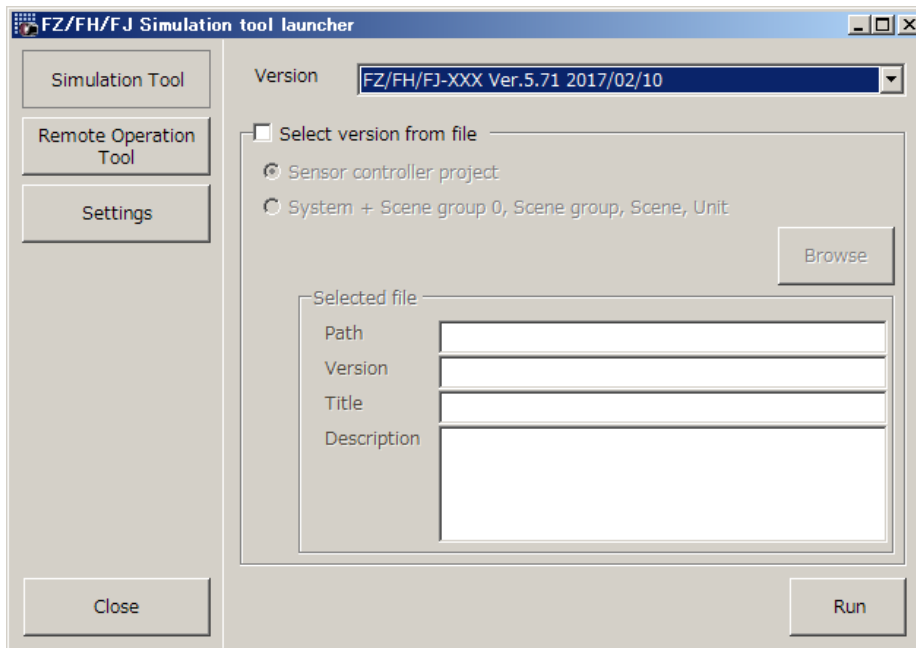 FZ/FH/FJ Simulation tool launcher
Simulation Tool
Remote Operation
Tool
Settings
Close
Version
FZ/FH/FJ-XXX Ver.5.71 2017/02/10
Select version from file
Sensor controller project
System + Scene group 0, Scene group, Scene, Unit
Browse
Selected file
Path
Version
Title
Description
Run